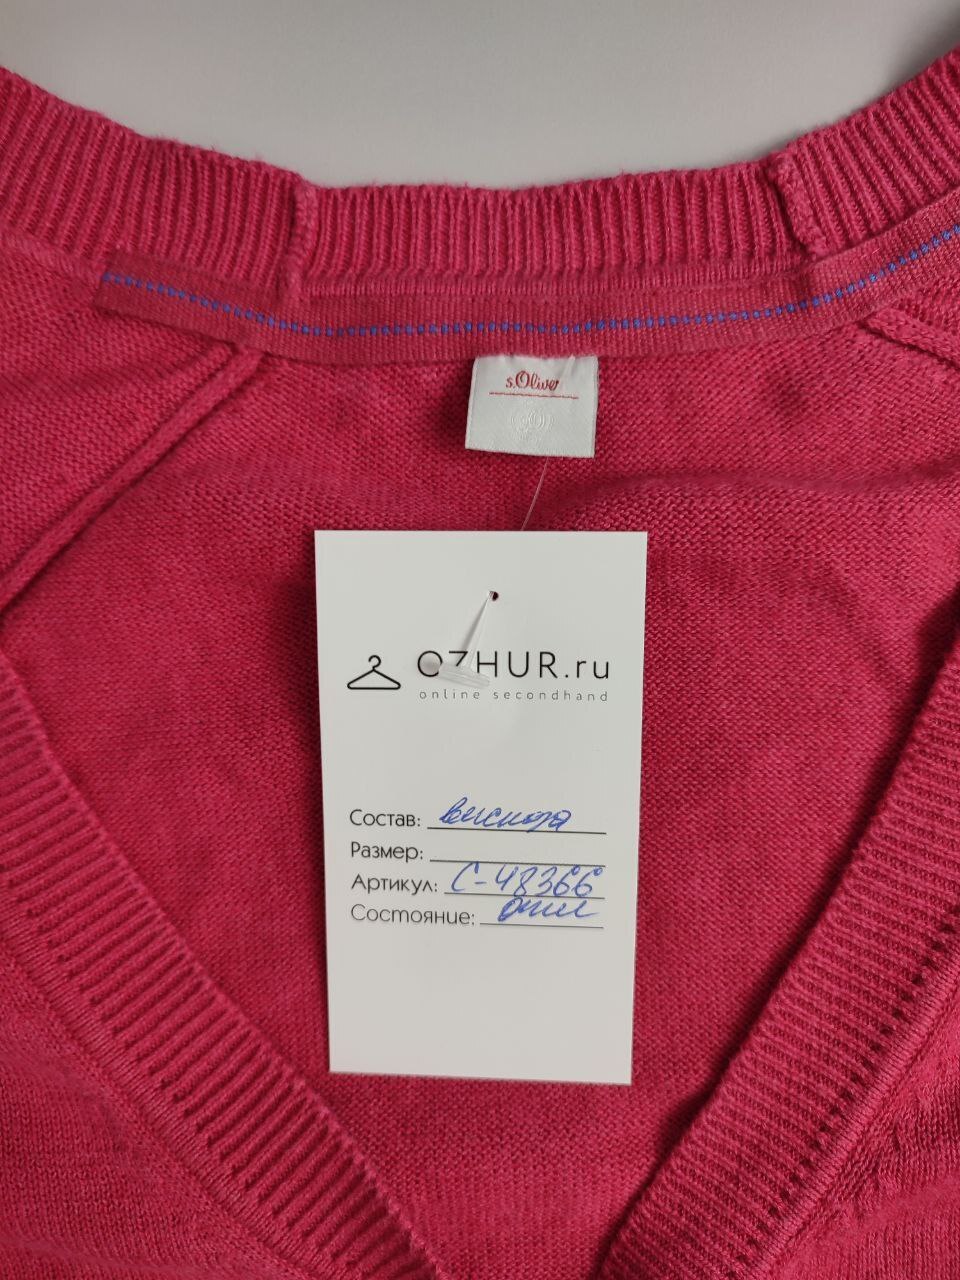 s.Oliver
OZHUR.ru
online secondhand
Состав: вискоза
Размер:
Артикул: С-48366
Состояние: отл